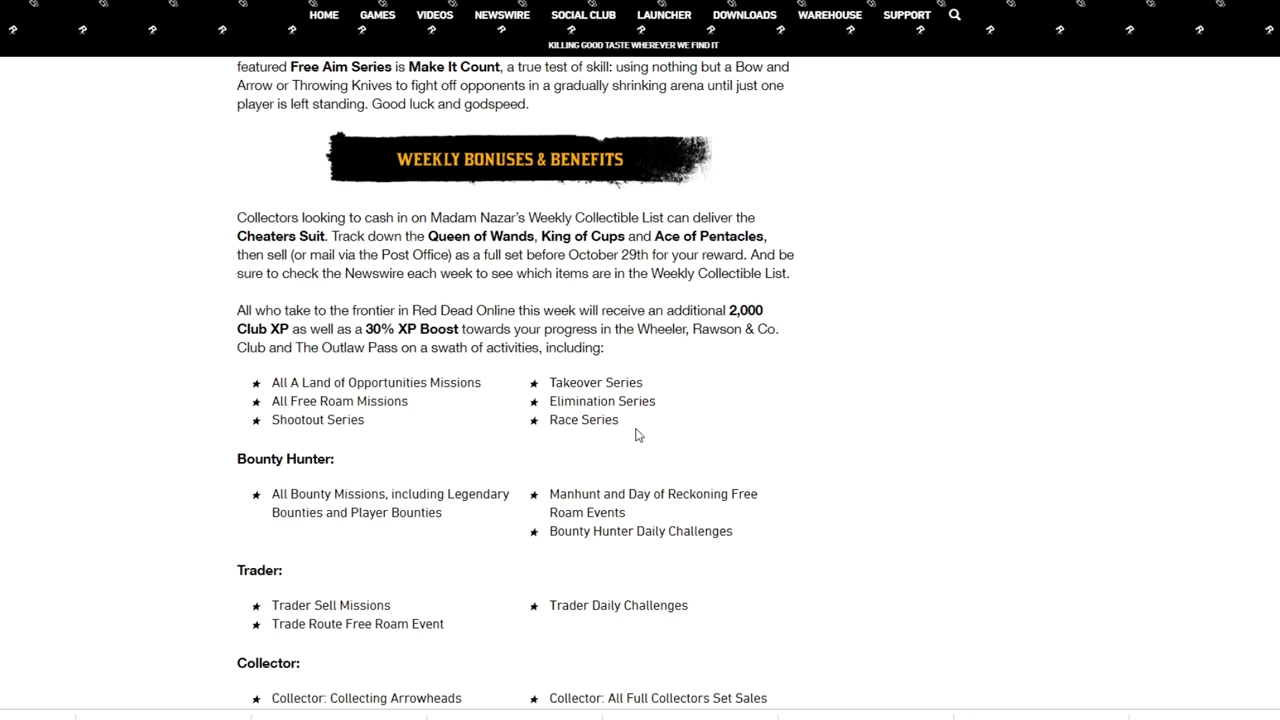 HOME GAMES VIDEOS NEWSWIRE SOCIAL CLUB LAUNCHER DOWNLOADS WAREHOUSE SUPPORT
KILLING GOOD TASTE WHEREVER WE FIND IT
featured Free Aim Series is Make It Count, a true test of skill: using nothing but a Bow and
Arrow or Throwing Knives to fight off opponents in a gradually shrinking arena until just one
player is left standing. Good luck and godspeed.
WEEKLY BONUSES & BENEFITS
Collectors looking to cash in on Madam Nazar's Weekly Collectible List can deliver the
Cheaters Suit. Track down the Queen of Wands, King of Cups and Ace of Pentacles,
then sell (or mail via the Post Office) as a full set before October 29th for your reward. And be
sure to check the Newswire each week to see which items are in the Weekly Collectible List.
All who take to the frontier in Red Dead Online this week will receive an additional 2,000
Club XP as well as a 30% XP Boost towards your progress in the Wheeler, Rawson & Co.
Club and The Outlaw Pass on a swath of activities, including:
All A Land of Opportunities Missions
All Free Roam Missions
Shootout Series
Takeover Series
Elimination Series
Race Series
Bounty Hunter:
All Bounty Missions, including Legendary
Bounties and Player Bounties
Manhunt and Day of Reckoning Free
Roam Events
Bounty Hunter Daily Challenges
Trader:
Trader Sell Missions
Trade Route Free Roam Event
Trader Daily Challenges
Collector:
Collector: Collecting Arrowheads
Collector: All Full Collectors Set Sales